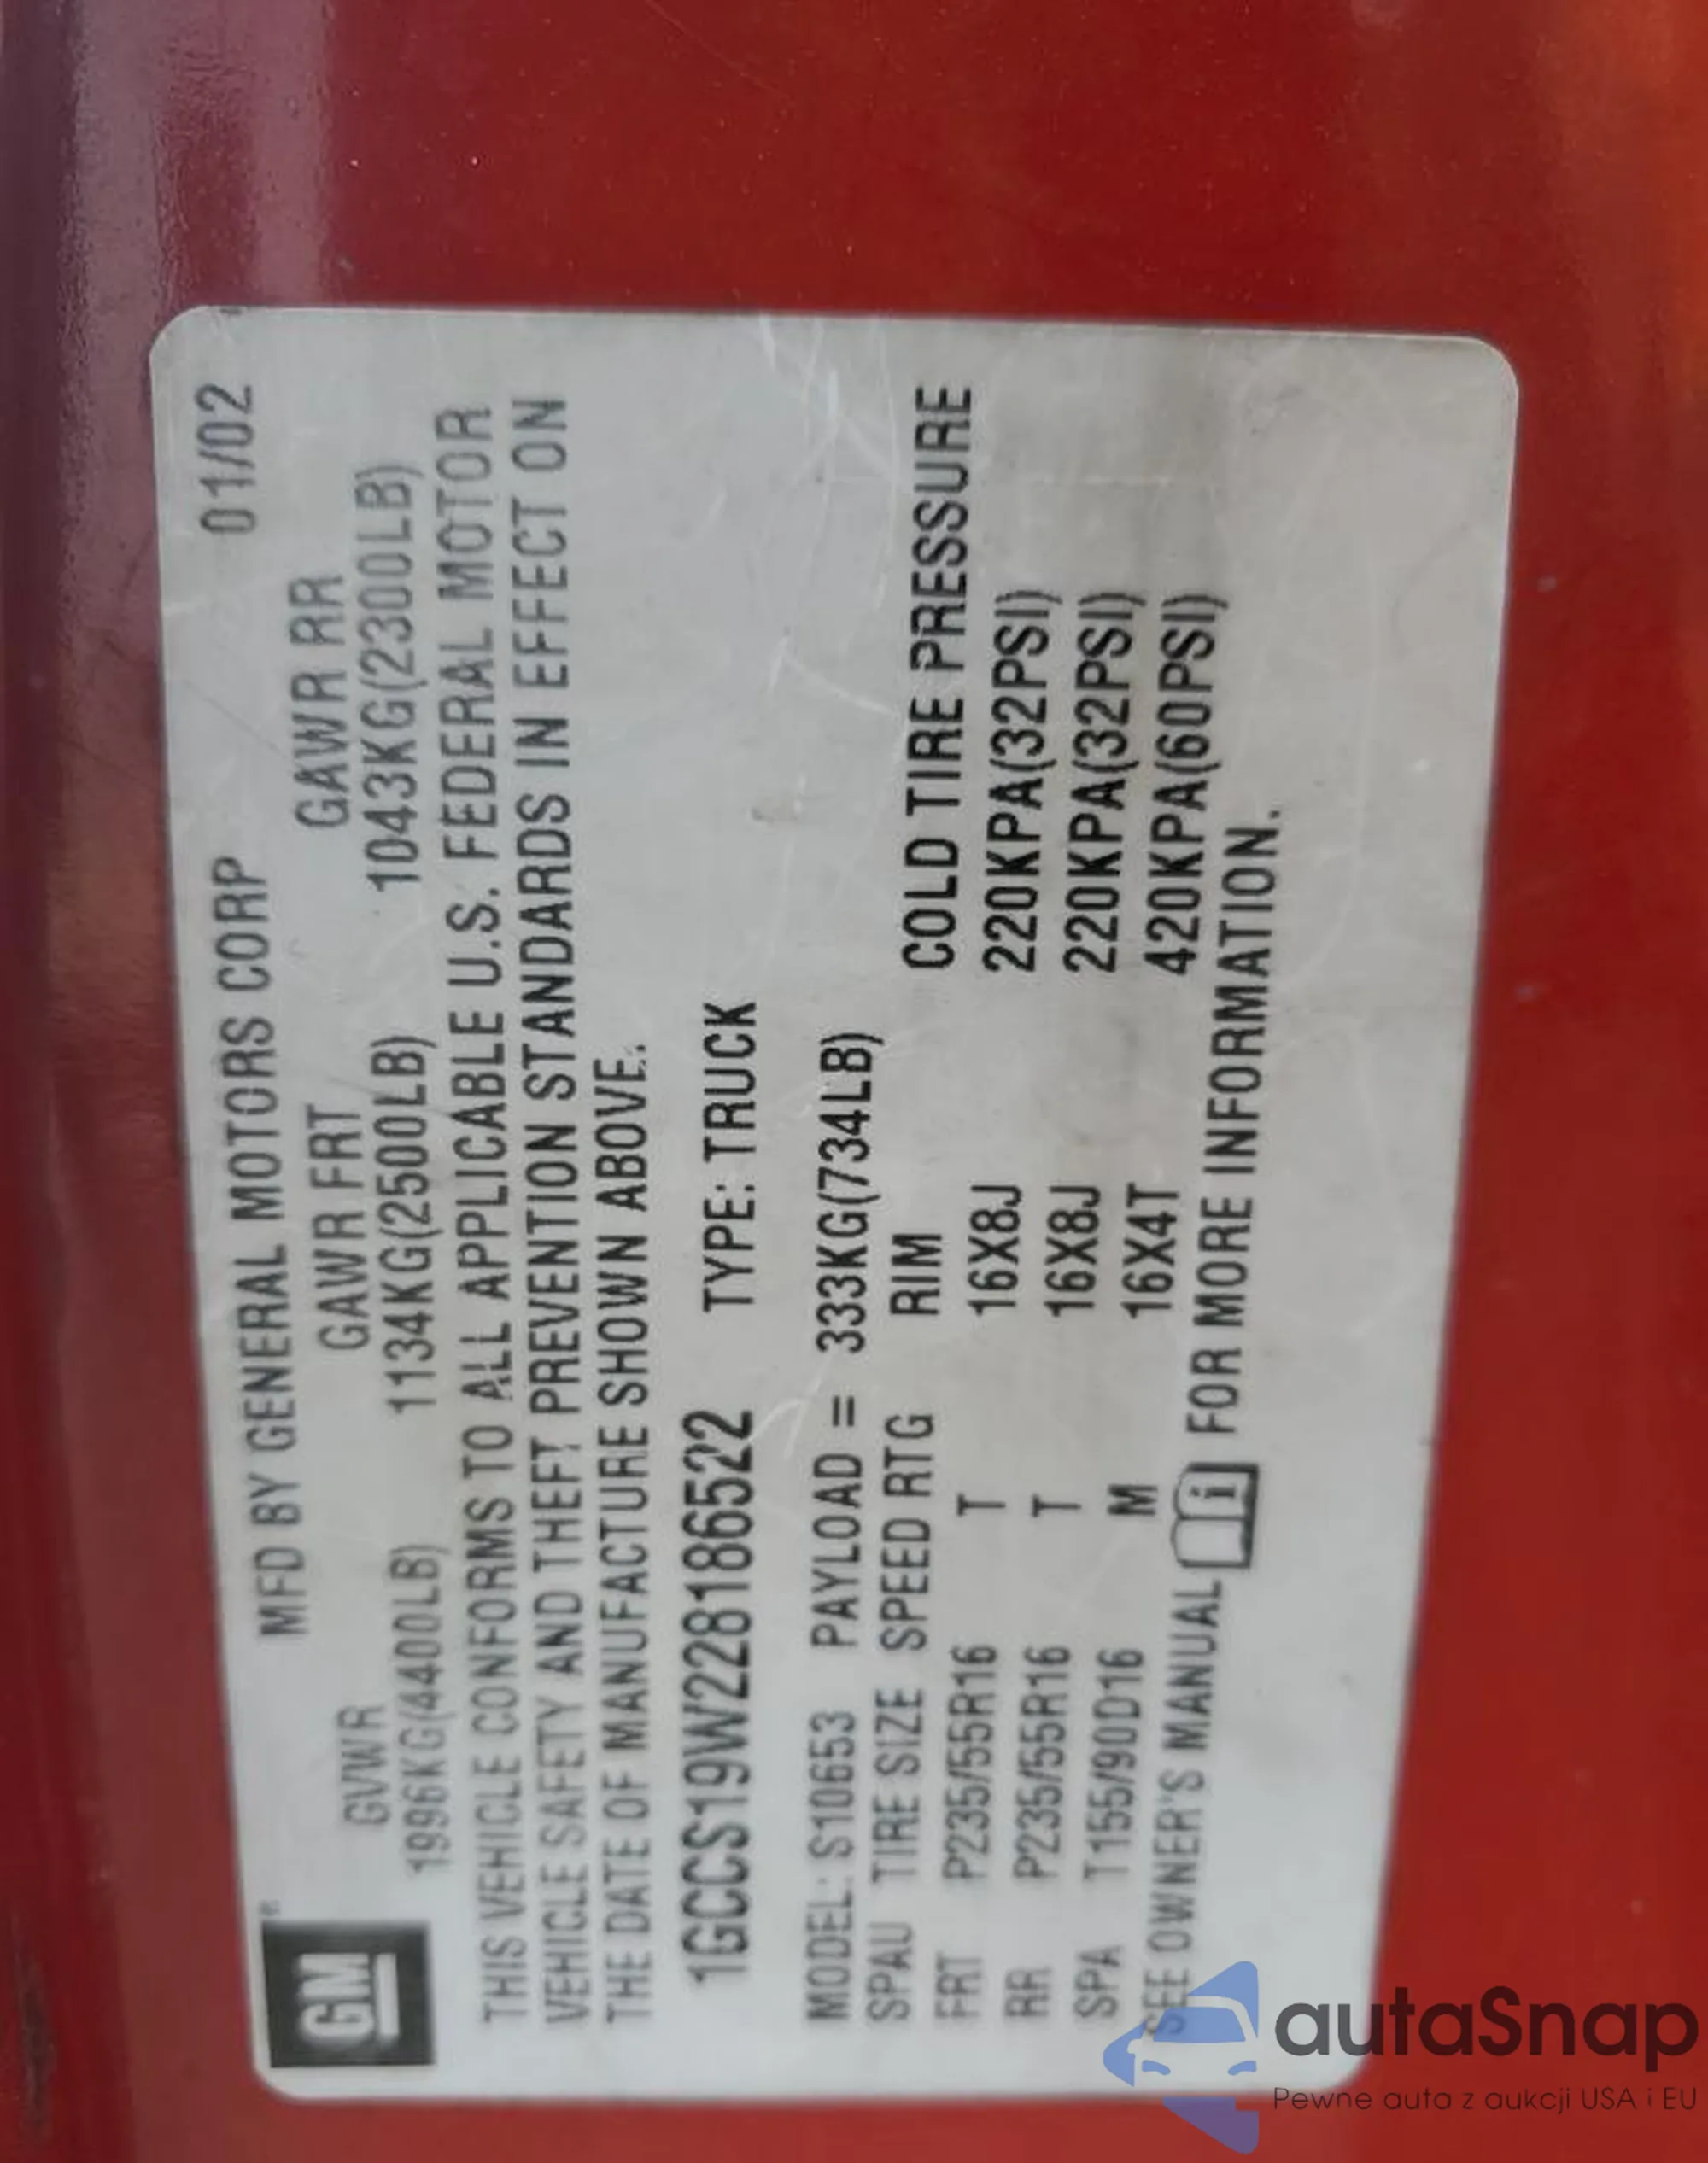 GM
MFD BY GENERAL MOTORS CORP 01/02
GVWR GAWR FRT GAWR RR
1996KG(4400LB) 1134KG(2500LB) 1043KG(2300LB)
THIS VEHICLE CONFORMS TO ALL APPLICABLE U.S. FEDERAL MOTOR
VEHICLE SAFETY AND THEFT PREVENTION STANDARDS IN EFFECT ON
THE DATE OF MANUFACTURE SHOWN ABOVE.
1GCCS19W228186522 TYPE: TRUCK
MODEL: S10653 PAYLOAD = 333KG(734LB)
SPAU TIRE SIZE SPEED RTG RIM COLD TIRE PRESSURE
FRT P235/55R16 T 16X8J 220KPA(32PSI)
RR P235/55R16 T 16X8J 220KPA(32PSI)
SPA T155/90D16 M 16X4T 420KPA(60PSI)
SEE OWNER'S MANUAL i FOR MORE INFORMATION.
autaSnap
Pewne auta z aukcji USA i EU